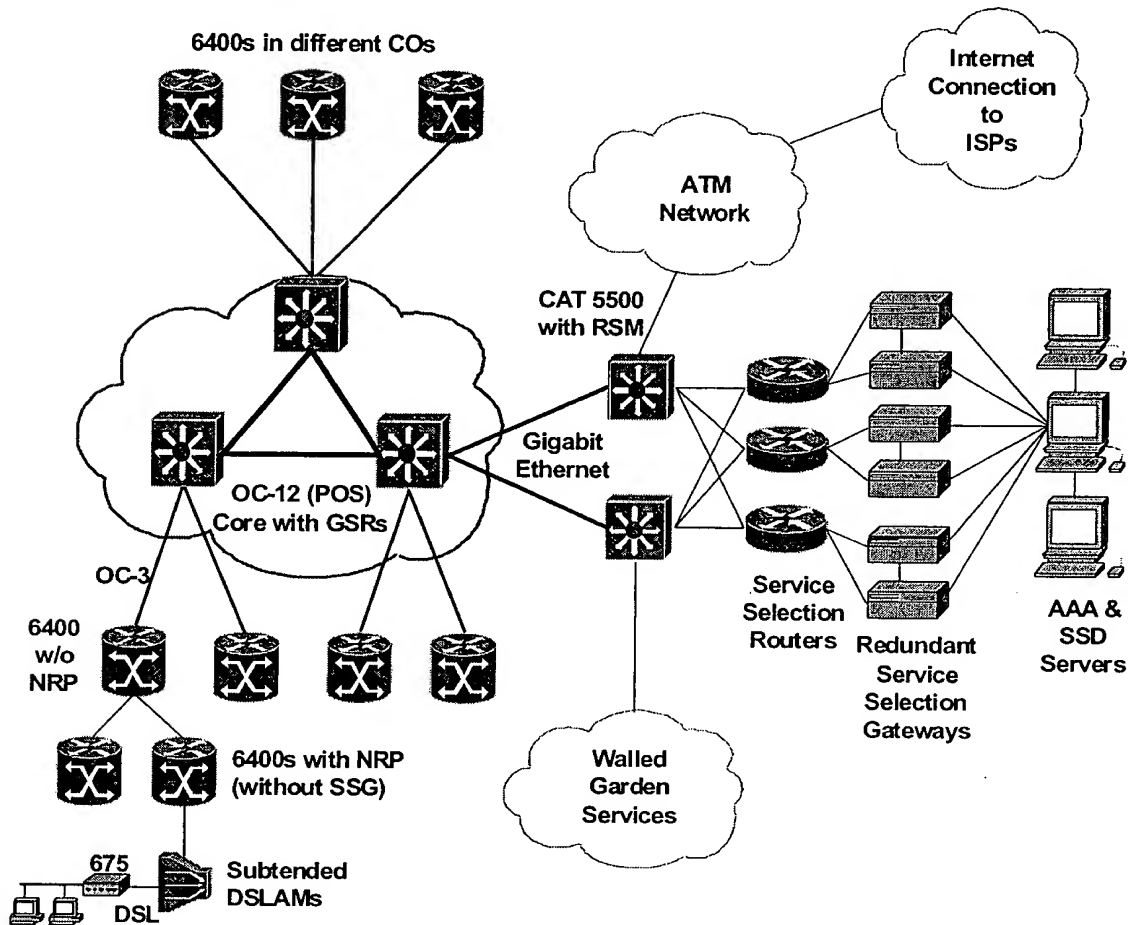 6400s in different COs
Internet
Connection
to
ISPs
ATM
Network
CAT 5500
with RSM
Gigabit
Ethernet
OC-12 (POS)
Core with GSRs
OC-3
6400
w/o
NRP
Service
Selection
Routers
Redundant
Service
Selection
Gateways
AAA &
SSD
Servers
6400s with NRP
(without SSG)
Walled
Garden
Services
675
DSL
Subtended
DSLAMs